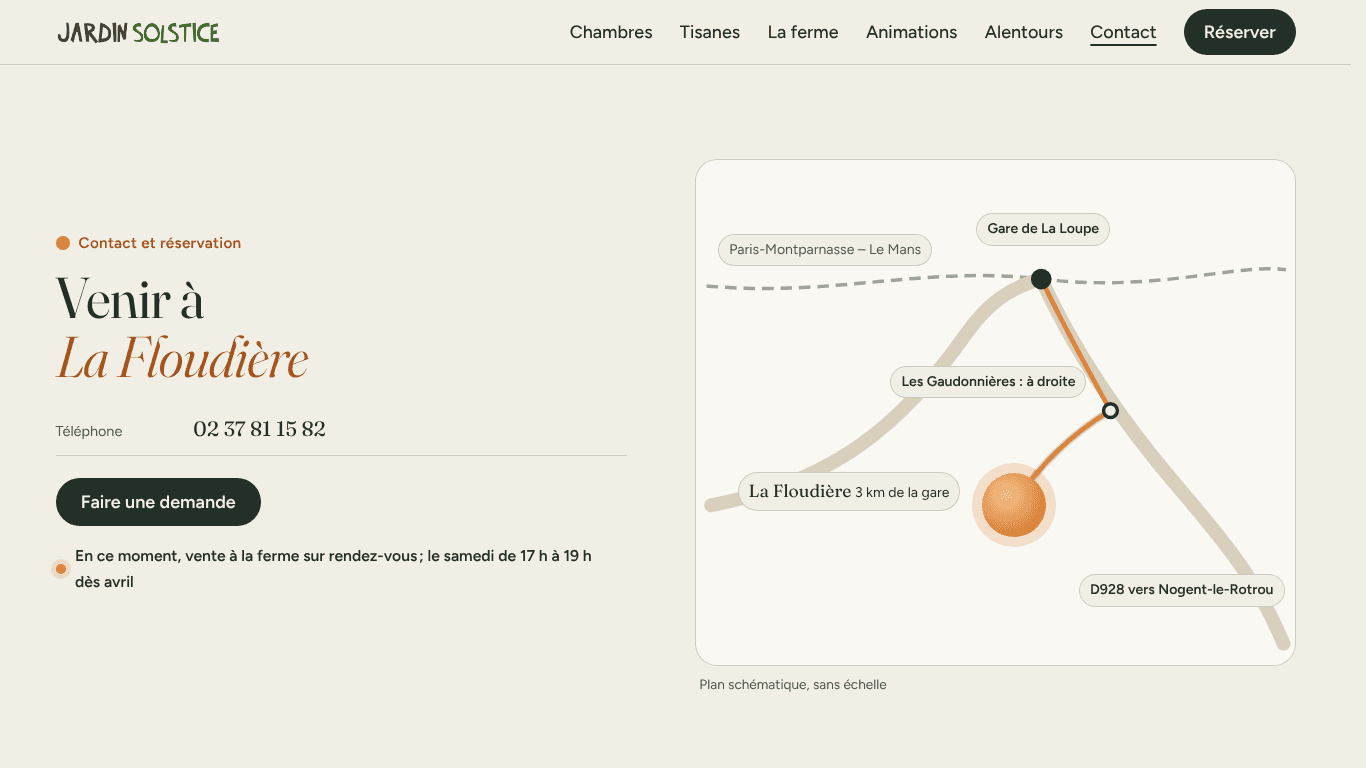 JARDIN SOLSTICE
Chambres
Tisanes
La ferme
Animations
Alentours
Contact
Réserver
Contact et réservation
Venir à
La Floudière
Téléphone
02 37 81 15 82
Faire une demande
En ce moment, vente à la ferme sur rendez-vous ; le samedi de 17 h à 19 h
dès avril
Gare de La Loupe
Paris-Montparnasse – Le Mans
Les Gaudonnières : à droite
La Floudière 3 km de la gare
D928 vers Nogent-le-Rotrou
Plan schématique, sans échelle